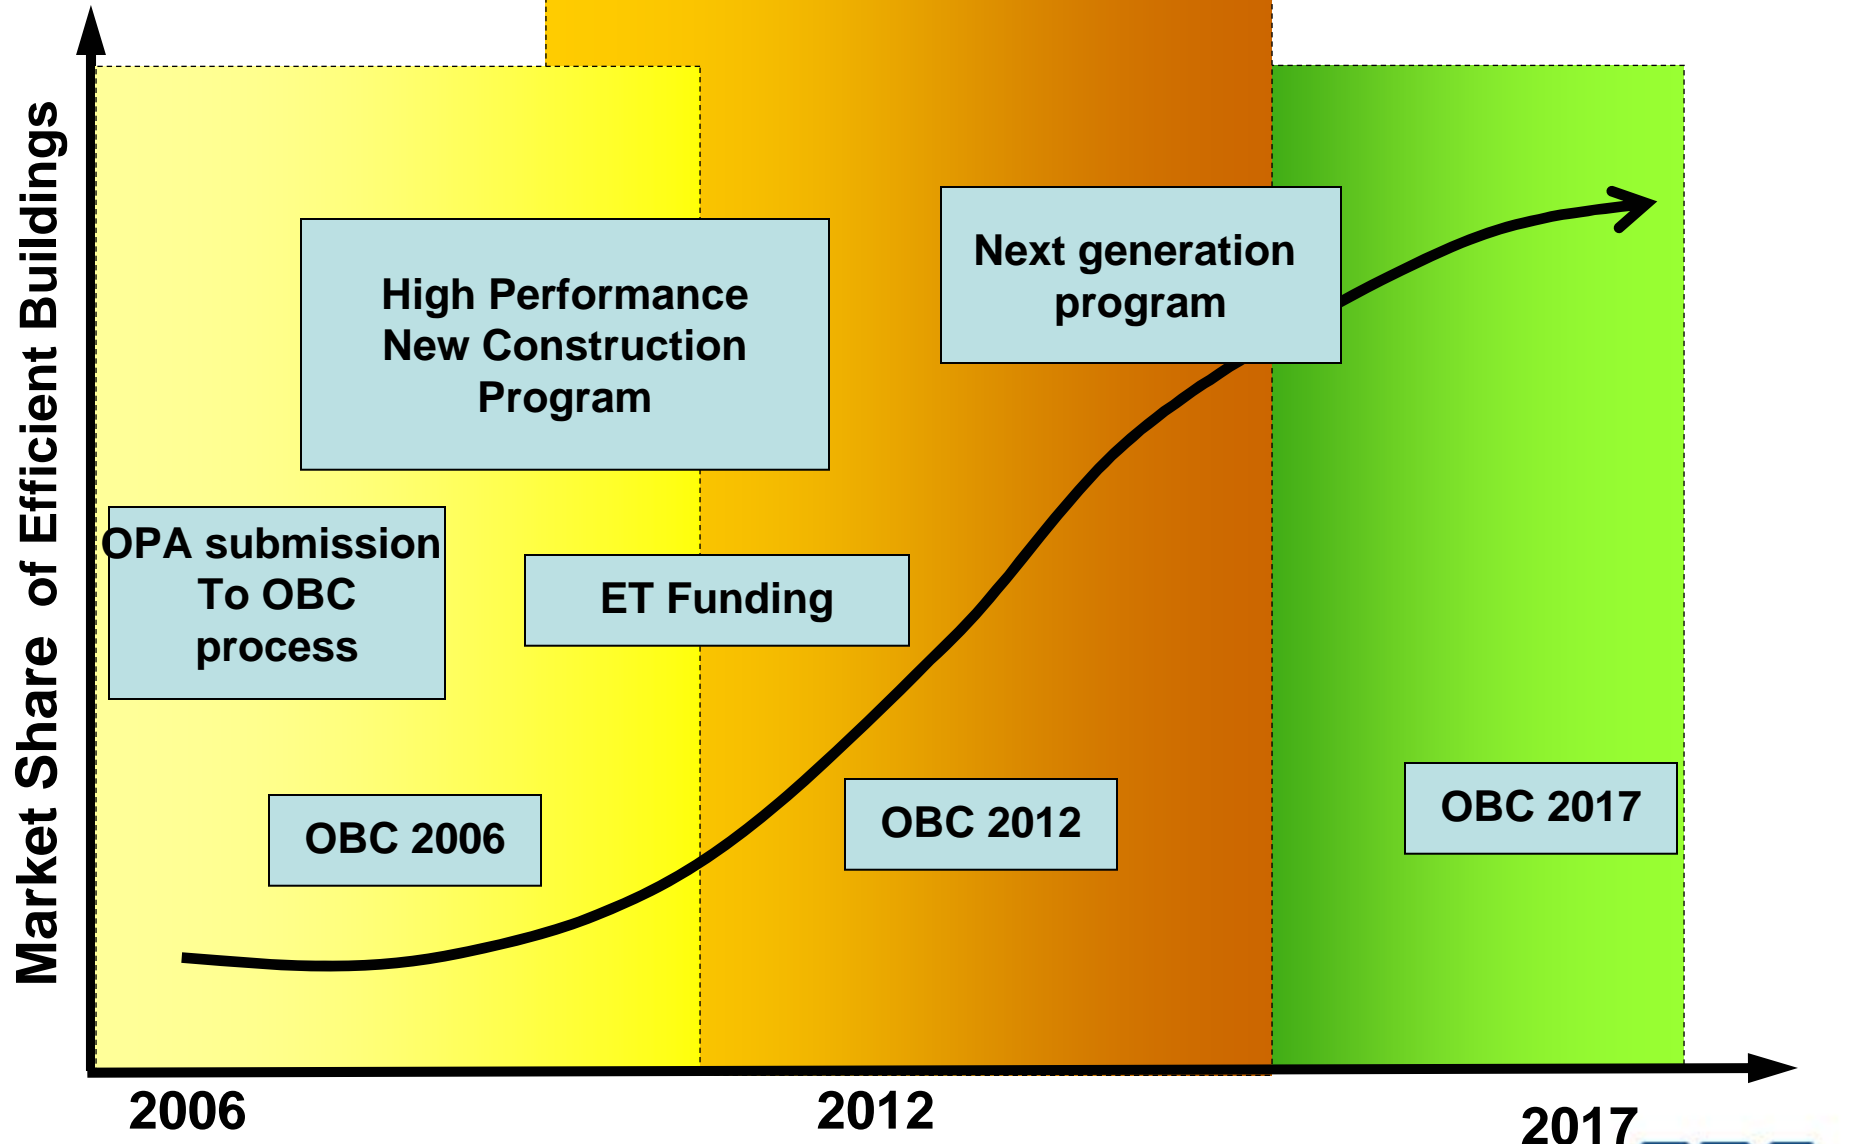 Market Share of Efficient Buildings
High Performance
New Construction
Program
Next generation
program
OPA submission
To OBC
process
ET Funding
OBC 2006
OBC 2012
OBC 2017
2006
2012
2017